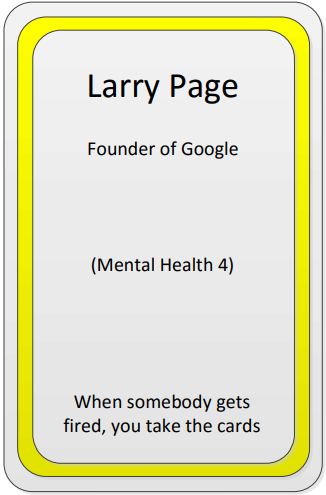 Larry Page
Founder of Google
(Mental Health 4)
When somebody gets
fired, you take the cards